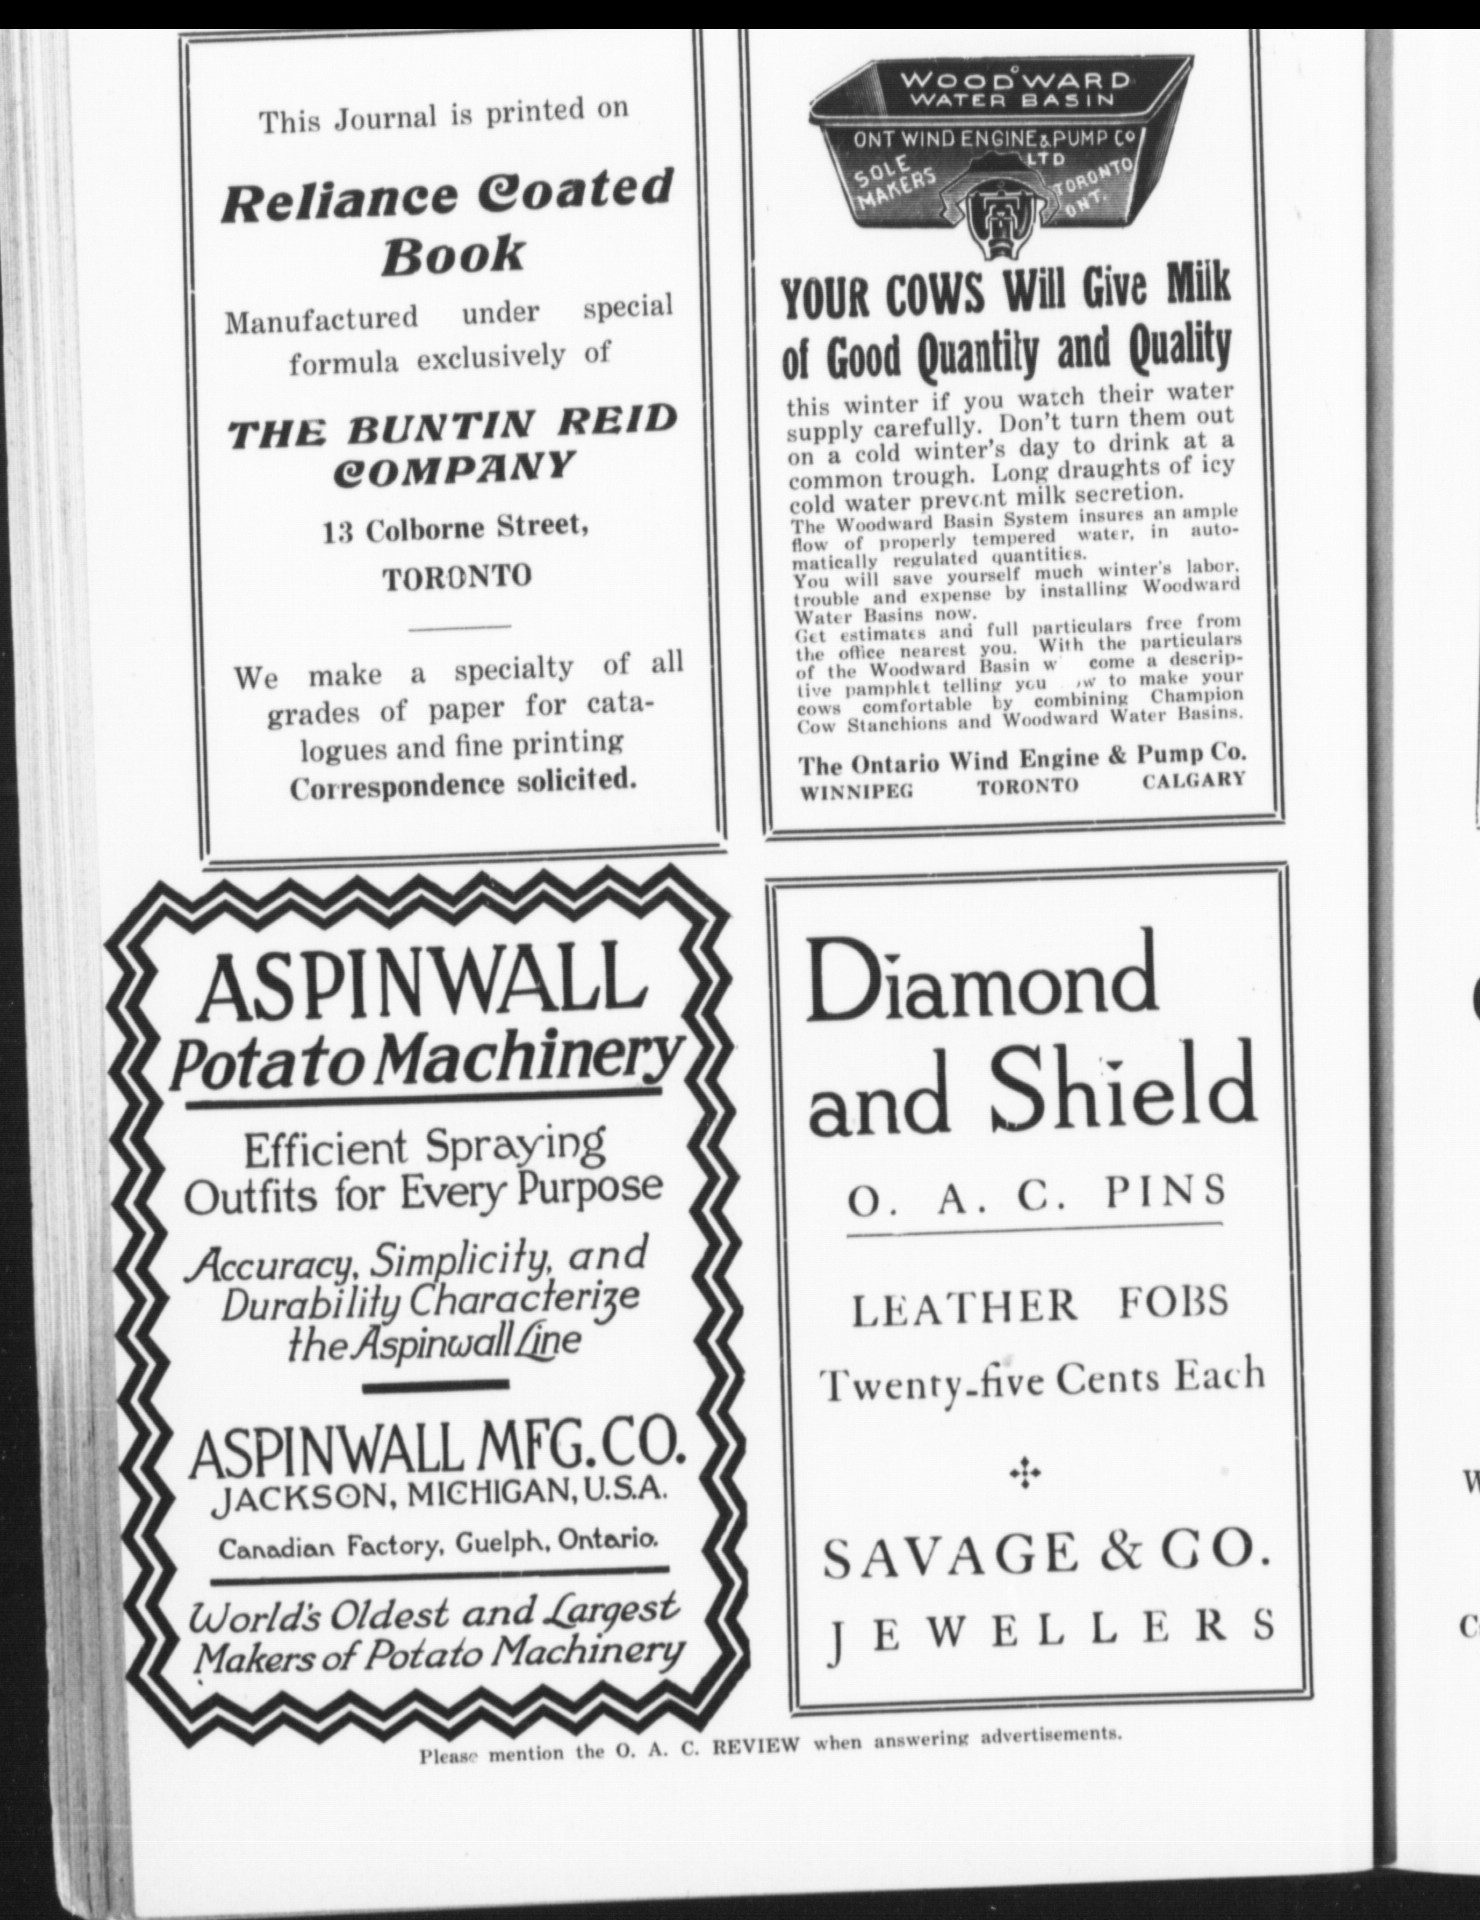 This Journal is printed on
Reliance Coated
Book
Manufactured under special
formula exclusively of
THE BUNTIN REID
COMPANY
13 Colborne Street,
TORONTO
We make a specialty of all
grades of paper for cata-
logues and fine printing
Correspondence solicited.
WOODWARD
WATER BASIN
ONT WIND ENGINE & PUMP CO
LTD
SOLE
MAKERS
TORONTO
ONT.
YOUR COWS Will Give Milk
of Good Quantity and Quality
this winter if you watch their water
supply carefully. Don't turn them out
on a cold winter's day to drink at a
common trough. Long draughts of icy
cold water prevent milk secretion.
The Woodward Basin System insures an ample
flow of properly tempered water, in auto-
matically regulated quantities.
You will save yourself much winter's labor,
trouble and expense by installing Woodward
Water Basins now.
Get estimates and full particulars free from
the office nearest you. With the particulars
of the Woodward Basin come a descrip-
tive pamphlet telling you to make your
cows comfortable by combining Champion
Cow Stanchions and Woodward Water Basins.
The Ontario Wind Engine & Pump Co.
WINNIPEG TORONTO CALGARY
ASPINWALL
Potato Machinery
Efficient Spraying
Outfits for Every Purpose
Accuracy, Simplicity, and
Durability Characterize
the Aspinwall Line
ASPINWALL MFG. CO.
JACKSON, MICHIGAN, U.S.A.
Canadian Factory, Guelph, Ontario.
World's Oldest and Largest
Makers of Potato Machinery
Diamond
and Shield
O. A. C. PINS
LEATHER FOBS
Twenty-five Cents Each
SAVAGE & CO.
JEWELLERS
Please mention the O. A. C. REVIEW when answering advertisements.